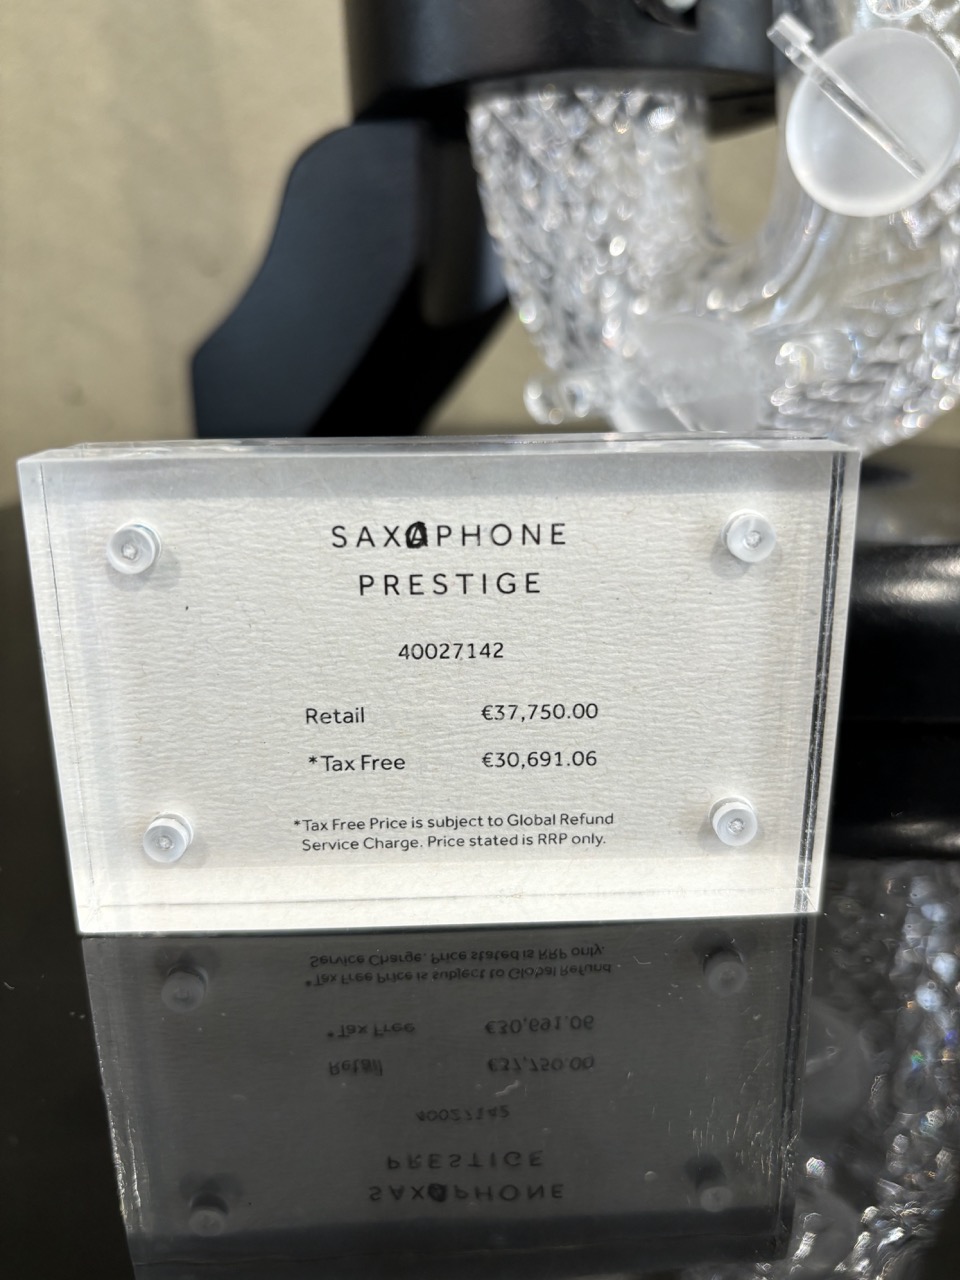 SAXOPHONE
PRESTIGE
40027142
Retail €37,750.00
*Tax Free €30,691.06
*Tax Free Price is subject to Global Refund
Service Charge. Price stated is RRP only.